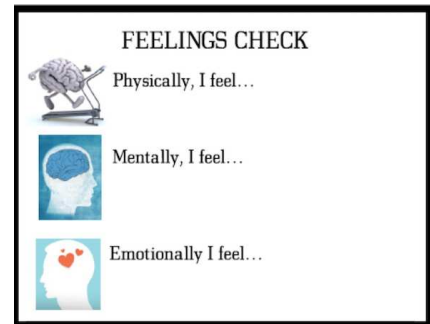 FEELINGS CHECK
Physically, I feel...
Mentally, I feel...
Emotionally I feel...